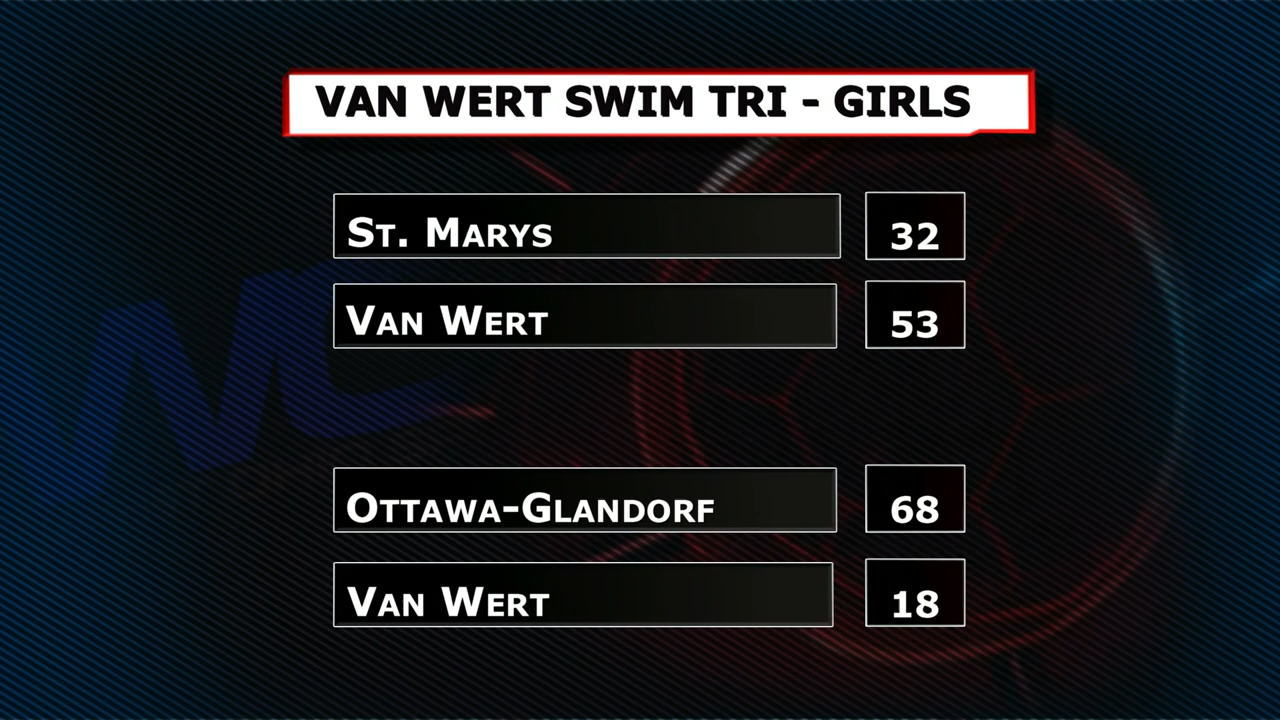 VAN WERT SWIM TRI - GIRLS
ST. MARYS 32
VAN WERT 53
OTTAWA-GLANDORF 68
VAN WERT 18